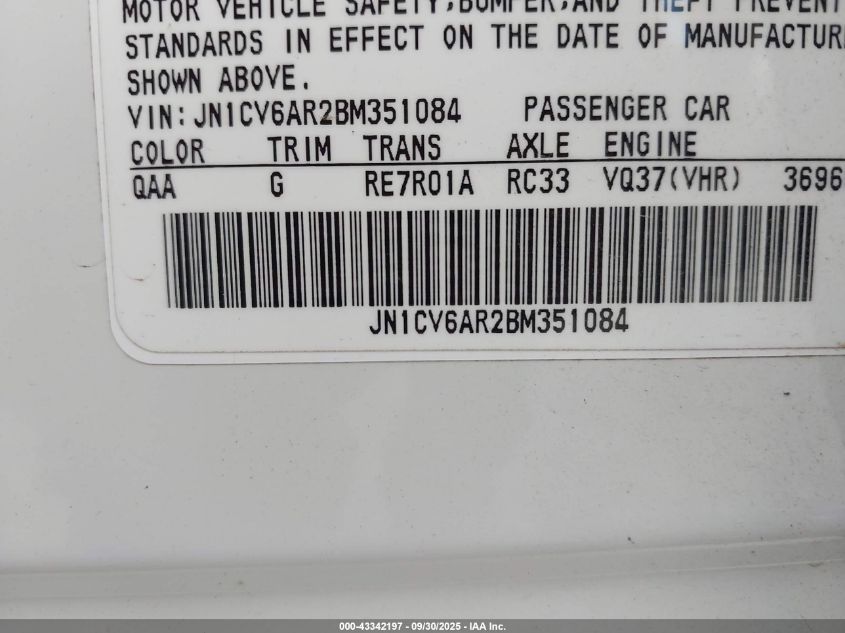 MOTOR VEHICLE SAFETY,BUMPER,AND THEFT PREVENTI
STANDARDS IN EFFECT ON THE DATE OF MANUFACTUR
SHOWN ABOVE.
VIN: JN1CV6AR2BM351084 PASSENGER CAR
COLOR TRIM TRANS AXLE ENGINE
QAA G RE7R01A RC33 VQ37(VHR) 3696
JN1CV6AR2BM351084
000-43342197 - 09/30/2025 - IAA Inc.